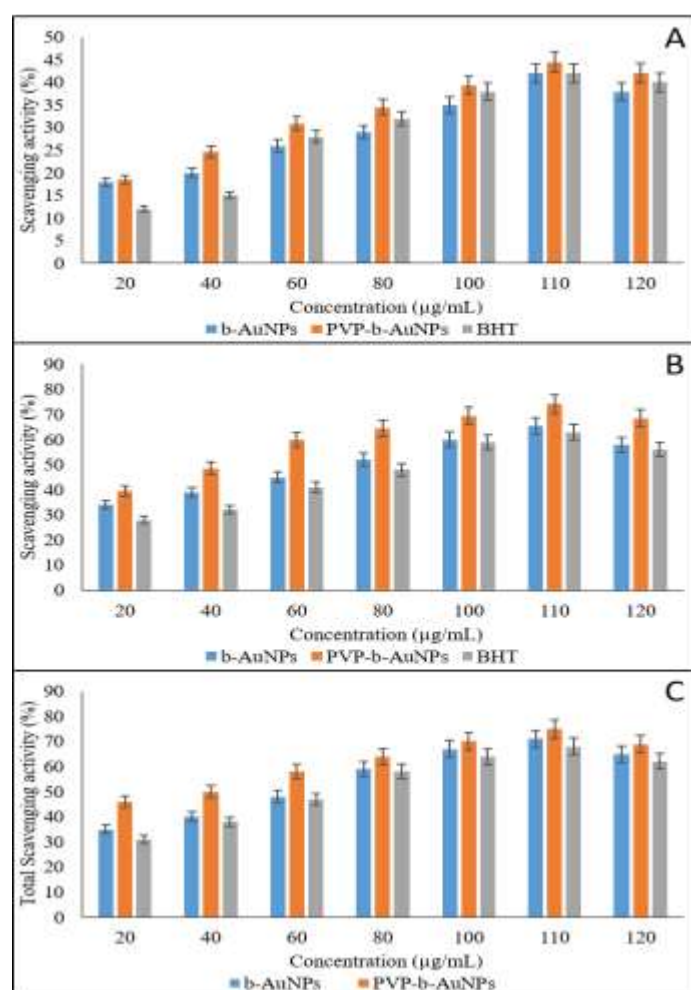 A
Scavenging activity (%)
50
45
40
35
30
25
20
15
10
5
0
20 40 60 80 100 110 120
Concentration (µg/mL)
b-AuNPs PVP-b-AuNPs BHT
B
Scavenging activity (%)
90
80
70
60
50
40
30
20
10
0
20 40 60 80 100 110 120
Concentration (µg/mL)
b-AuNPs PVP-b-AuNPs BHT
C
Total Scavenging activity (%)
90
80
70
60
50
40
30
20
10
0
20 40 60 80 100 110 120
Concentration (µg/mL)
b-AuNPs PVP-b-AuNPs